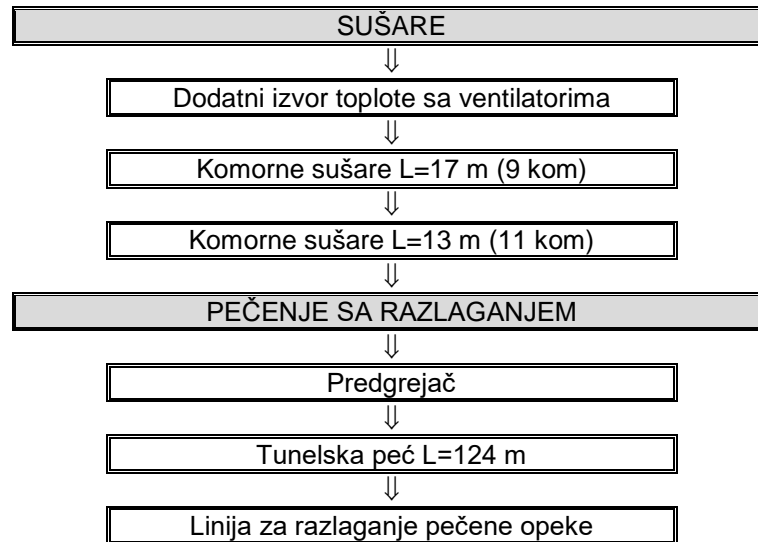 SUŠARE
⇓
Dodatni izvor toplote sa ventilatorima
⇓
Komorne sušare L=17 m (9 kom)
⇓
Komorne sušare L=13 m (11 kom)
⇓
PEČENJE SA RAZLAGANJEM
⇓
Predgrejač
⇓
Tunelska peć L=124 m
⇓
Linija za razlaganje pečene opeke